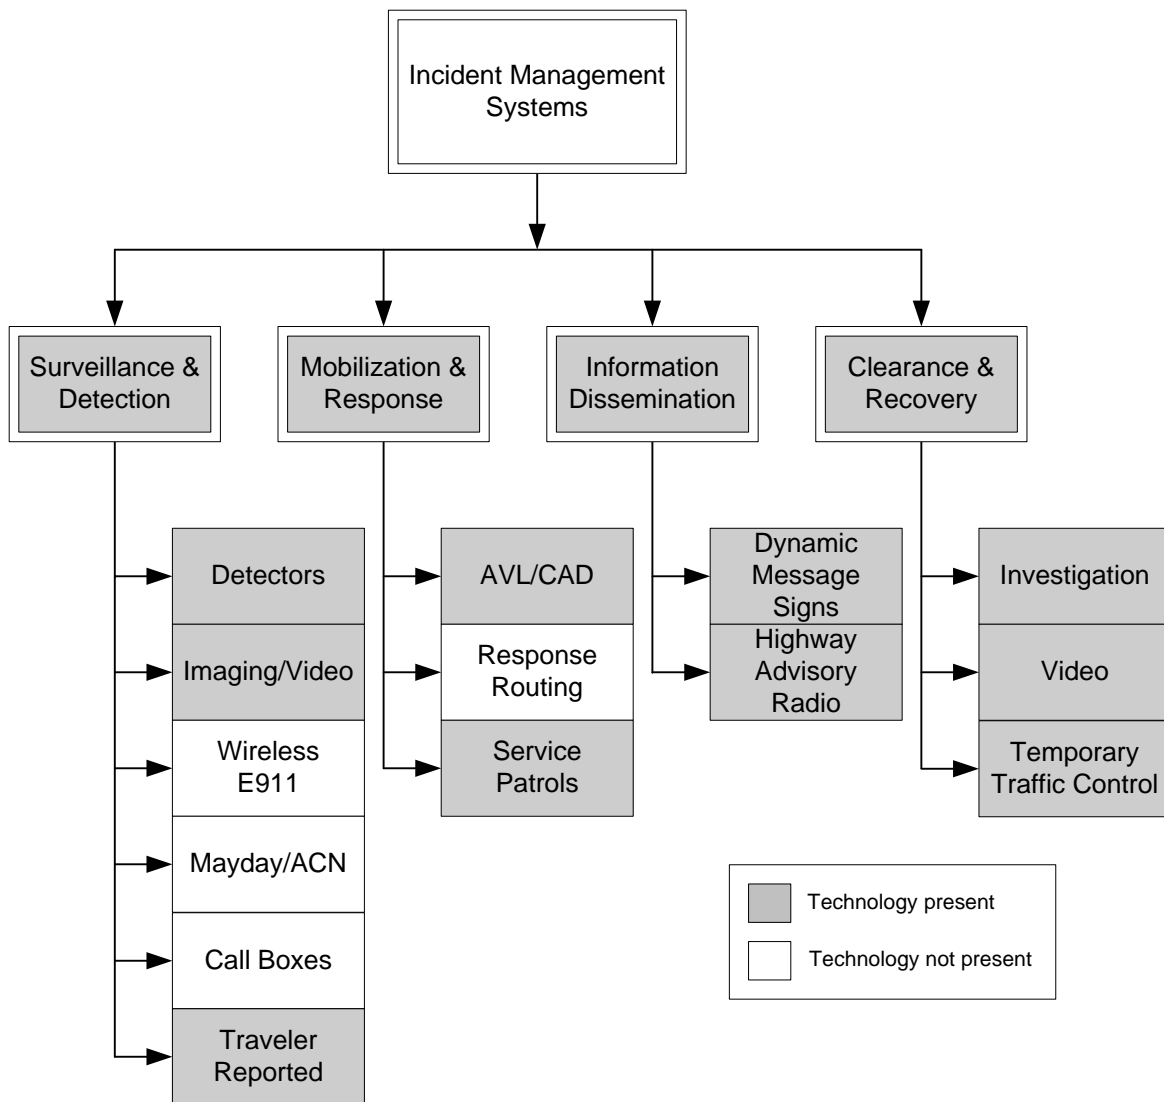 Incident Management
Systems
Surveillance &
Detection
Mobilization &
Response
Information
Dissemination
Clearance &
Recovery
Detectors
Imaging/Video
Wireless
E911
Mayday/ACN
Call Boxes
Traveler
Reported
AVL/CAD
Response
Routing
Service
Patrols
Dynamic
Message
Signs
Highway
Advisory
Radio
Investigation
Video
Temporary
Traffic Control
Technology present
Technology not present